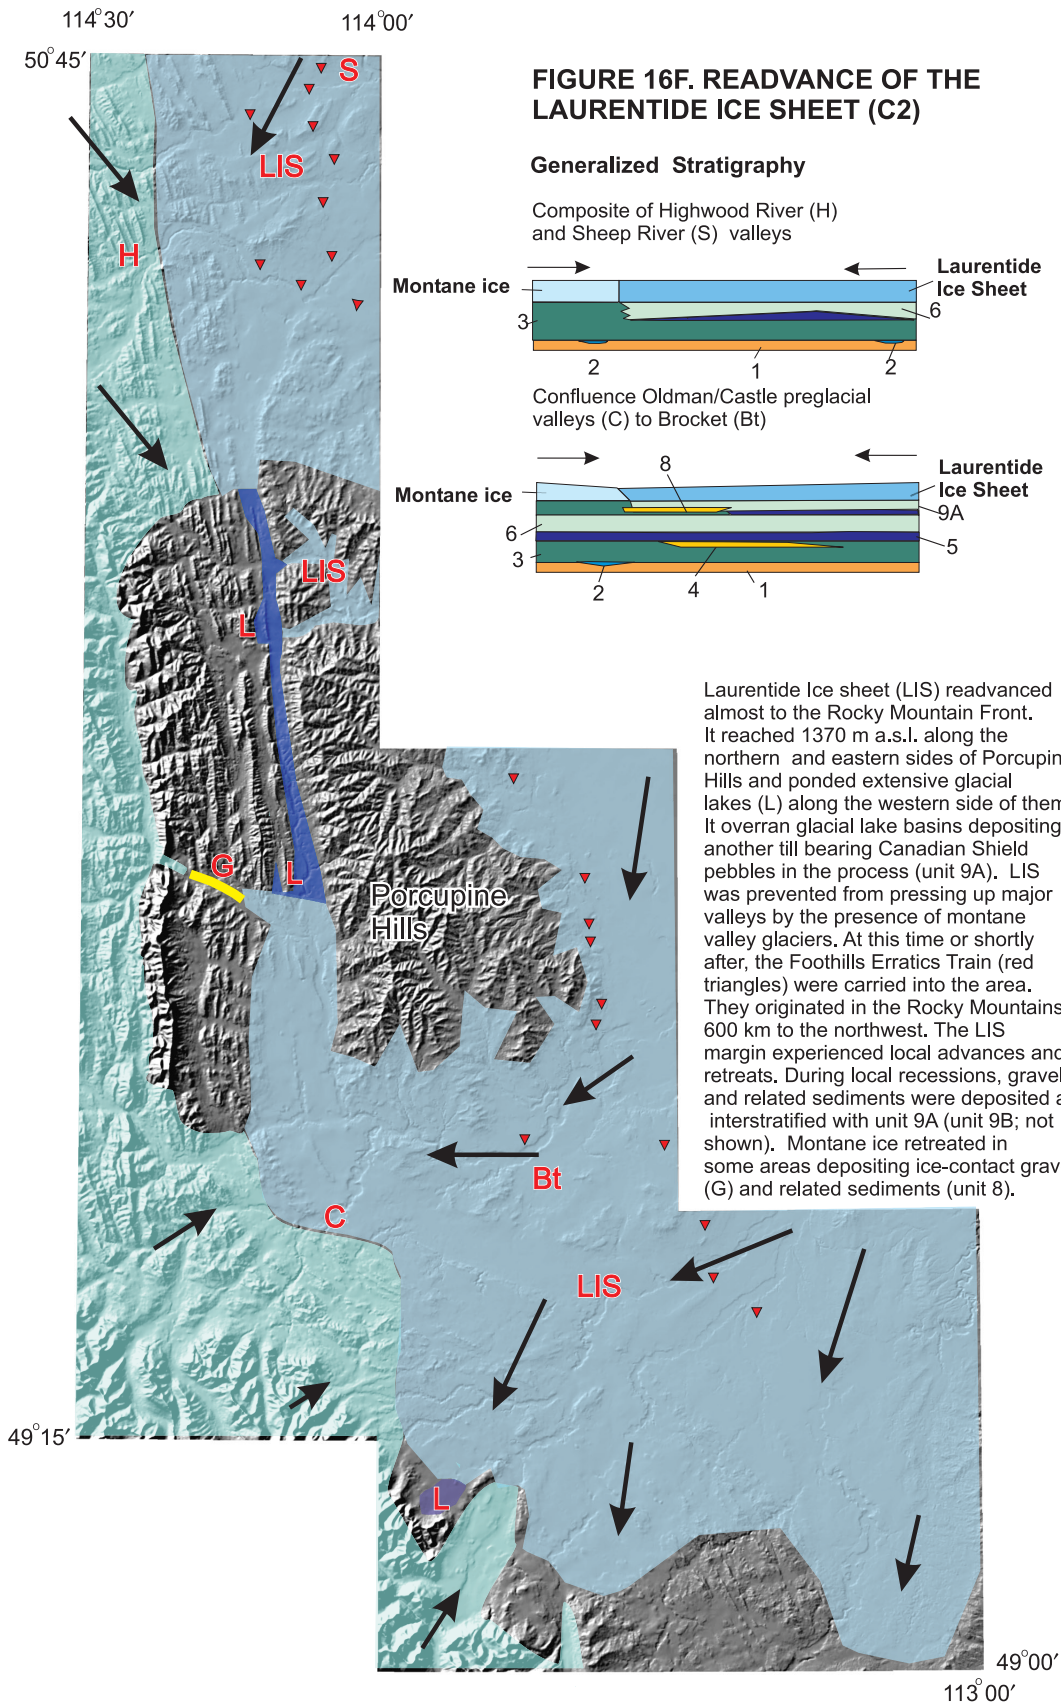 114°30′
114°00′
50°45′
S
LIS
H
LIS
L
G
L
Porcupine
Hills
Bt
C
LIS
L
49°15′
49°00′
113°00′
FIGURE 16F. READVANCE OF THE
LAURENTIDE ICE SHEET (C2)
Generalized Stratigraphy
Composite of Highwood River (H)
and Sheep River (S) valleys
Montane ice
Laurentide
Ice Sheet
3
6
2
1
2
Confluence Oldman/Castle preglacial
valleys (C) to Brocket (Bt)
8
Montane ice
Laurentide
Ice Sheet
9A
6
5
3
2
4
1
Laurentide Ice sheet (LIS) readvanced
almost to the Rocky Mountain Front.
It reached 1370 m a.s.l. along the
northern and eastern sides of Porcupin
Hills and ponded extensive glacial
lakes (L) along the western side of them
It overran glacial lake basins depositing
another till bearing Canadian Shield
pebbles in the process (unit 9A). LIS
was prevented from pressing up major
valleys by the presence of montane
valley glaciers. At this time or shortly
after, the Foothills Erratics Train (red
triangles) were carried into the area.
They originated in the Rocky Mountains
600 km to the northwest. The LIS
margin experienced local advances and
retreats. During local recessions, gravel
and related sediments were deposited a
interstratified with unit 9A (unit 9B; not
shown). Montane ice retreated in
some areas depositing ice-contact grav
(G) and related sediments (unit 8).